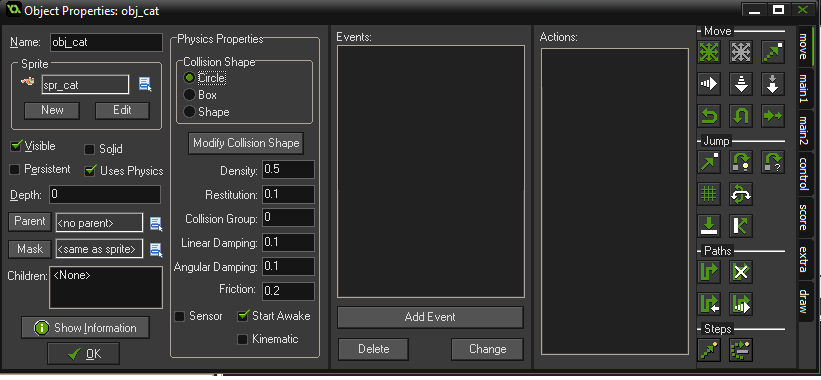 Object Properties: obj_cat
Name: obj_cat
Sprite
spr_cat
New Edit
Visible Solid
Persistent Uses Physics
Depth: 0
Parent <no parent>
Mask <same as sprite>
Children: <None>
Show Information
OK
Physics Properties
Collision Shape
Circle
Box
Shape
Modify Collision Shape
Density: 0.5
Restitution: 0.1
Collision Group: 0
Linear Damping: 0.1
Angular Damping: 0.1
Friction: 0.2
Sensor Start Awake
Kinematic
Events:
Add Event
Delete Change
Actions:
Move
Jump
?
Paths
Steps
move
main1
main2
control
score
extra
draw